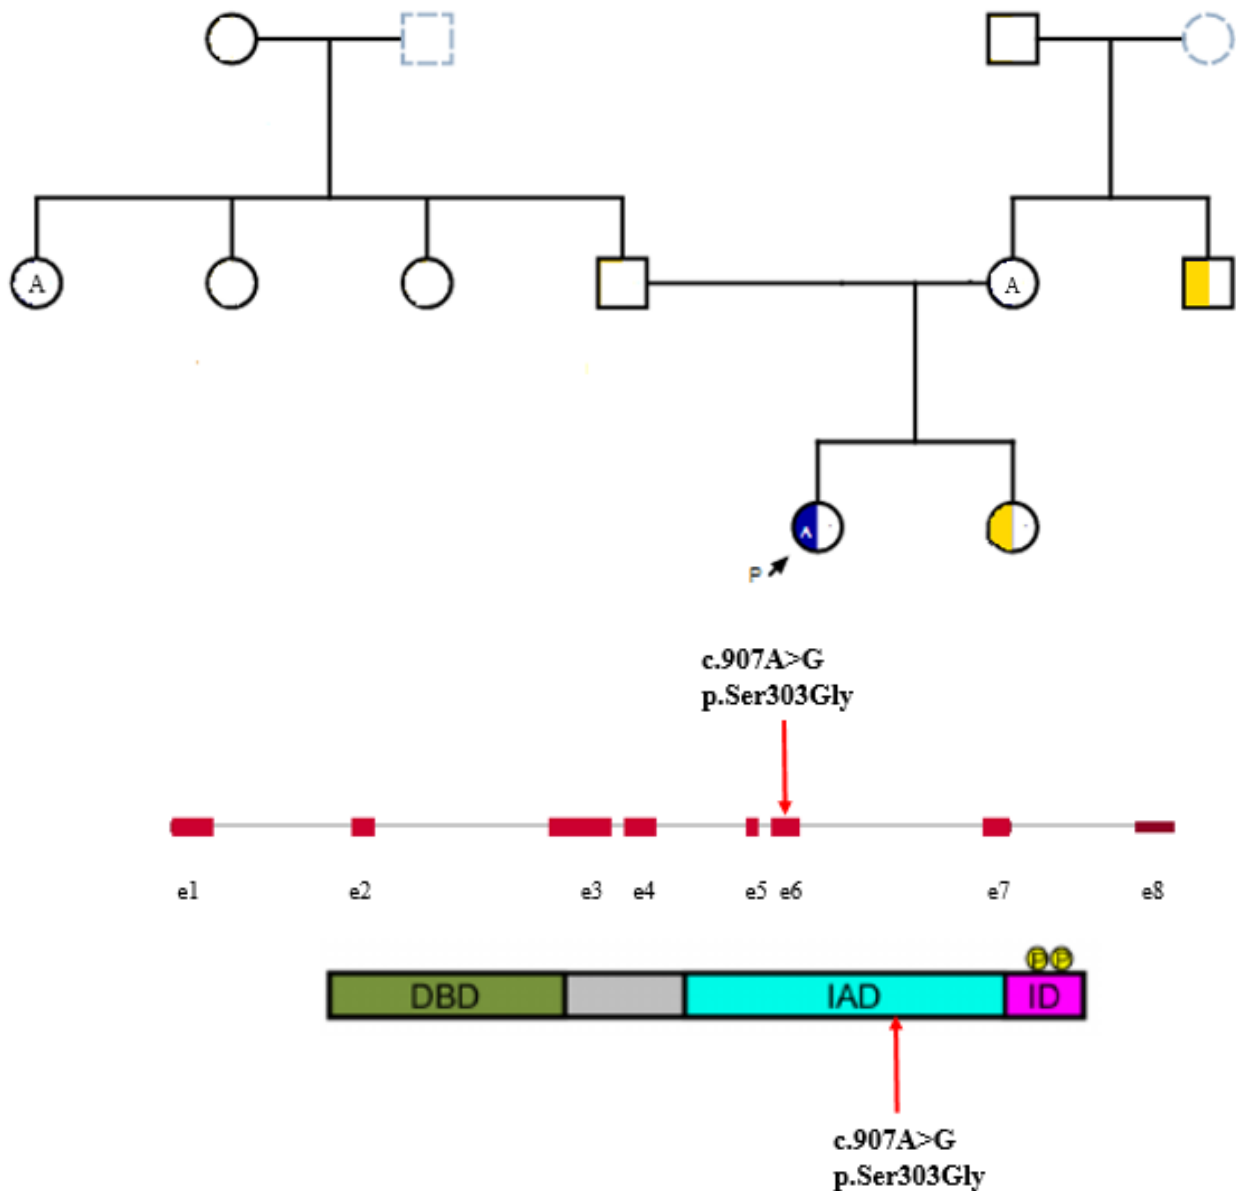 A
A
A
P
c.907A>G
p.Ser303Gly
e1 e2 e3 e4 e5 e6 e7 e8
P P
DBD IAD ID
c.907A>G
p.Ser303Gly